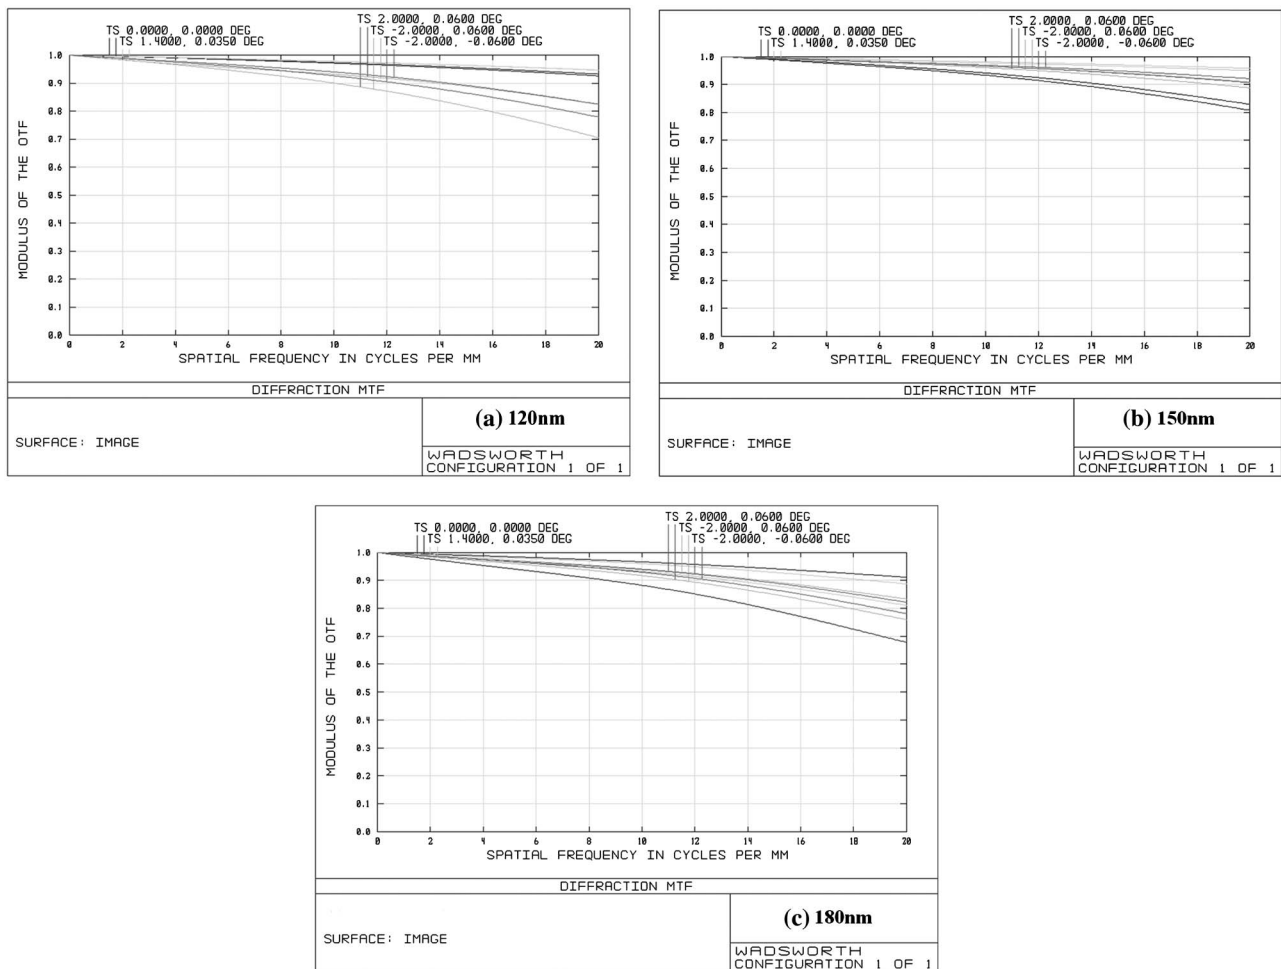 TS 2.0000, 0.0600 DEG
TS 0.0000, 0.0000 DEG TS -2.0000, 0.0600 DEG
TS 1.4000, 0.0350 DEG TS -2.0000, -0.0600 DEG
1.0
0.9
0.8
0.7
0.6
0.5
0.4
0.3
0.2
0.1
0.0
MODULUS OF THE OTF
0 2 4 6 8 10 12 14 16 18 20
SPATIAL FREQUENCY IN CYCLES PER MM
DIFFRACTION MTF
(a) 120nm
SURFACE: IMAGE
WADSWORTH
CONFIGURATION 1 OF 1
TS 2.0000, 0.0600 DEG
TS 0.0000, 0.0000 DEG TS -2.0000, 0.0600 DEG
TS 1.4000, 0.0350 DEG TS -2.0000, -0.0600 DEG
1.0
0.9
0.8
0.7
0.6
0.5
0.4
0.3
0.2
0.1
0.0
MODULUS OF THE OTF
0 2 4 6 8 10 12 14 16 18 20
SPATIAL FREQUENCY IN CYCLES PER MM
DIFFRACTION MTF
(b) 150nm
SURFACE: IMAGE
WADSWORTH
CONFIGURATION 1 OF 1
TS 2.0000, 0.0600 DEG
TS 0.0000, 0.0000 DEG TS -2.0000, 0.0600 DEG
TS 1.4000, 0.0350 DEG TS -2.0000, -0.0600 DEG
1.0
0.9
0.8
0.7
0.6
0.5
0.4
0.3
0.2
0.1
0.0
MODULUS OF THE OTF
0 2 4 6 8 10 12 14 16 18 20
SPATIAL FREQUENCY IN CYCLES PER MM
DIFFRACTION MTF
(c) 180nm
SURFACE: IMAGE
WADSWORTH
CONFIGURATION 1 OF 1